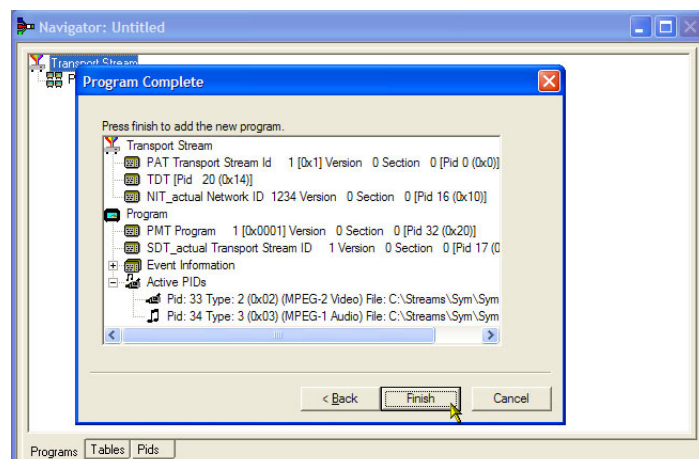 Navigator: Untitled
Transport Stream
P
Program Complete
Press finish to add the new program.
Transport Stream
PAT Transport Stream Id 1 [0x1] Version 0 Section 0 [Pid 0 (0x0)]
TDT [Pid 20 (0x14)]
NIT_actual Network ID 1234 Version 0 Section 0 [Pid 16 (0x10)]
Program
PMT Program 1 [0x0001] Version 0 Section 0 [Pid 32 (0x20)]
SDT_actual Transport Stream ID 1 Version 0 Section 0 [Pid 17 (0
Event Information
Active PIDs
Pid: 33 Type: 2 (0x02) (MPEG-2 Video) File: C:\Streams\Sym\Sym
Pid: 34 Type: 3 (0x03) (MPEG-1 Audio) File: C:\Streams\Sym\Sym
< Back Finish Cancel
Programs Tables Pids